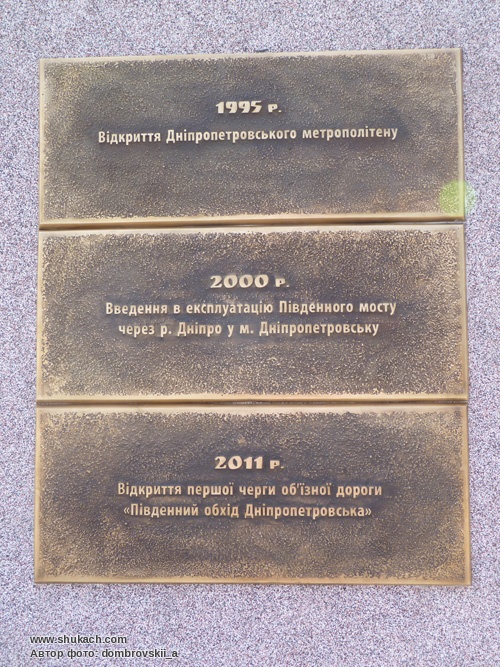 1995 р.
Відкриття Дніпропетровського метрополітену
2000 р.
Введення в експлуатацію Південного мосту
через р. Дніпро у м. Дніпропетровську
2011 р.
Відкриття першої черги об'їзної дороги
«Південний обхід Дніпропетровська»
www.shukach.com
Автор фото: dombrovskii_a